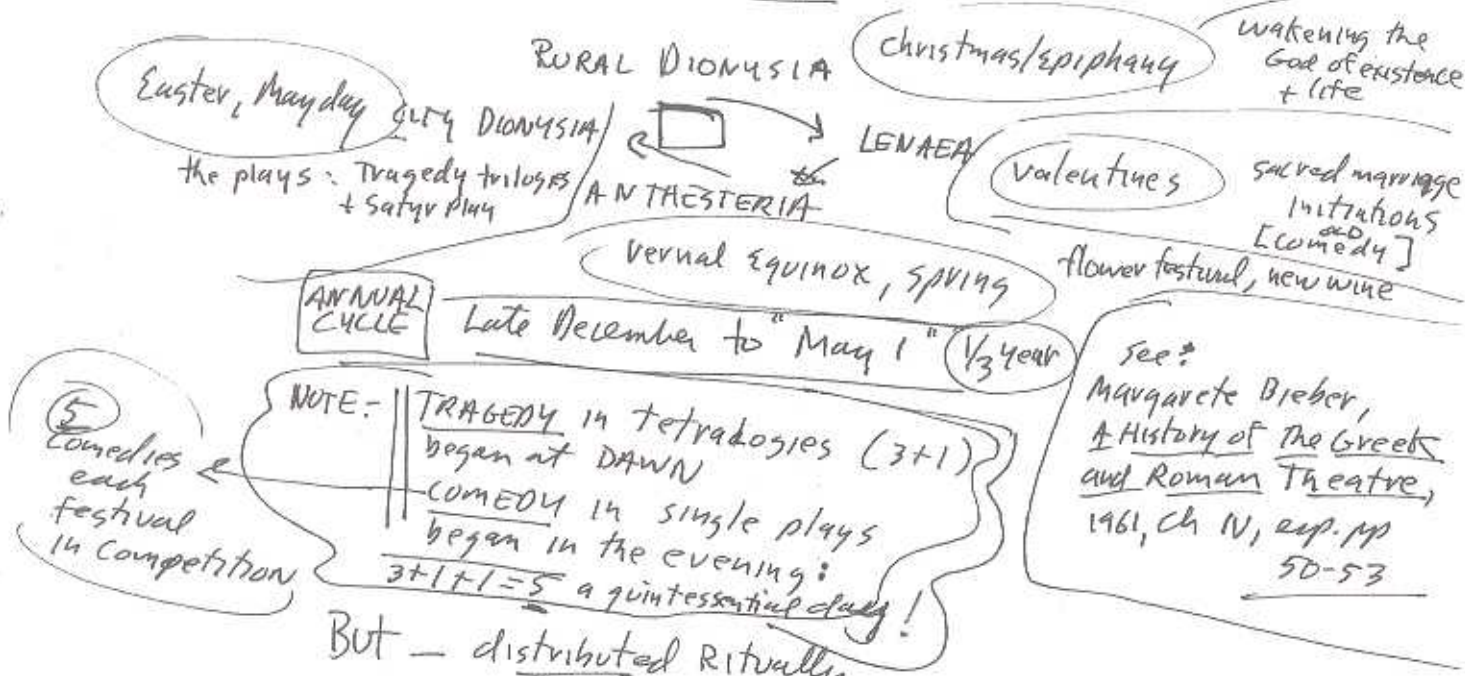 RURAL DIONYSIA
Christmas/Epiphany
wakening the
God of existence
+ life
Easter, Mayday
CITY DIONYSIA
the plays: Tragedy trilogies
+ Satyr Play
LENAEA
ANTHESTERIA
Valentines
sacred marriage
initiations
[comedy]
vernal Equinox, spring
flower festival, new wine
ANNUAL
CYCLE
Late December to "May 1"
1/3 year
NOTE:-
TRAGEDY in tetralogies (3+1)
began at DAWN
COMEDY in single plays
began in the evening:
3+1+1=5 a quintessential day!
5
Comedies
each
festival
in Competition
see:
Margarete Bieber,
A History of The Greek
and Roman Theatre,
1961, Ch IV, esp. pp
50-53
But — distributed Ritually